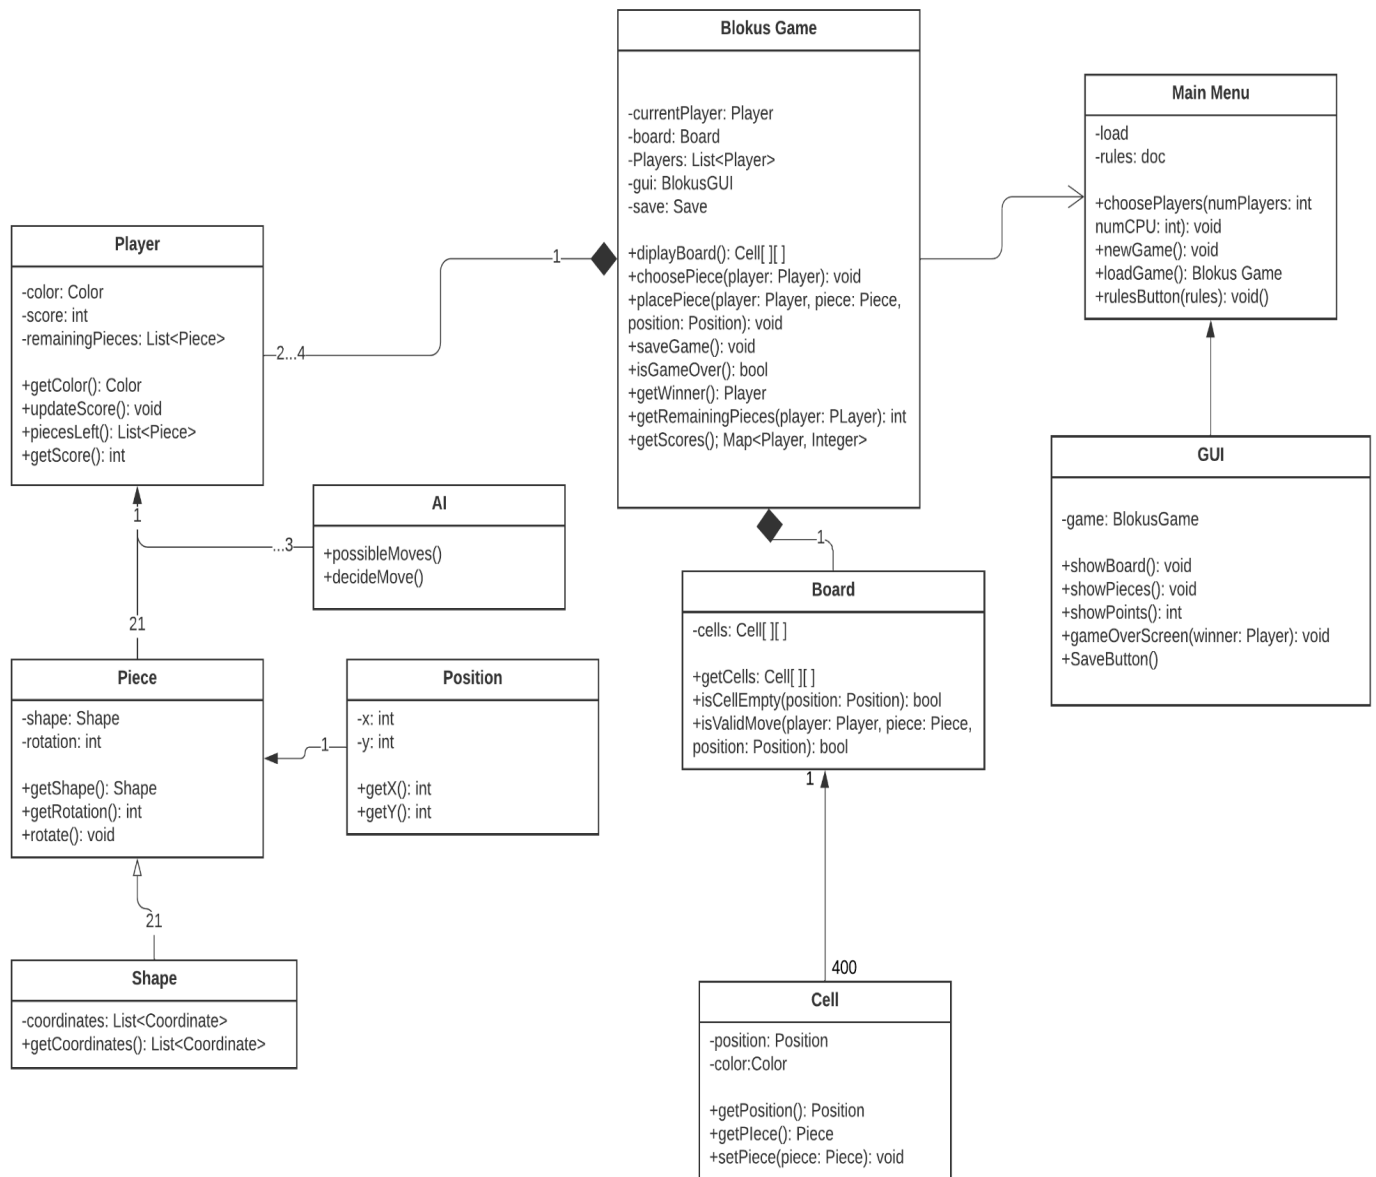 Blokus Game
-currentPlayer: Player
-board: Board
-Players: List<Player>
-gui: BlokusGUI
-save: Save
+diplayBoard(): Cell[ ][ ]
+choosePiece(player: Player): void
+placePiece(player: Player, piece: Piece,
position: Position): void
+saveGame(): void
+isGameOver(): bool
+getWinner(): Player
+getRemainingPieces(player: PLayer): int
+getScores(); Map<Player, Integer>
Main Menu
-load
-rules: doc
+choosePlayers(numPlayers: int
numCPU: int): void
+newGame(): void
+loadGame(): Blokus Game
+rulesButton(rules): void()
Player
-color: Color
-score: int
-remainingPieces: List<Piece>
+getColor(): Color
+updateScore(): void
+piecesLeft(): List<Piece>
+getScore(): int
1
2...4
GUI
-game: BlokusGame
+showBoard(): void
+showPieces(): void
+showPoints(): int
+gameOverScreen(winner: Player): void
+SaveButton()
AI
+possibleMoves()
+decideMove()
1
...3
21
1
Board
-cells: Cell[ ][ ]
+getCells: Cell[ ][ ]
+isCellEmpty(position: Position): bool
+isValidMove(player: Player, piece: Piece,
position: Position): bool
Piece
-shape: Shape
-rotation: int
+getShape(): Shape
+getRotation(): int
+rotate(): void
1
Position
-x: int
-y: int
+getX(): int
+getY(): int
1
400
21
Shape
-coordinates: List<Coordinate>
+getCoordinates(): List<Coordinate>
Cell
-position: Position
-color:Color
+getPosition(): Position
+getPIece(): Piece
+setPiece(piece: Piece): void